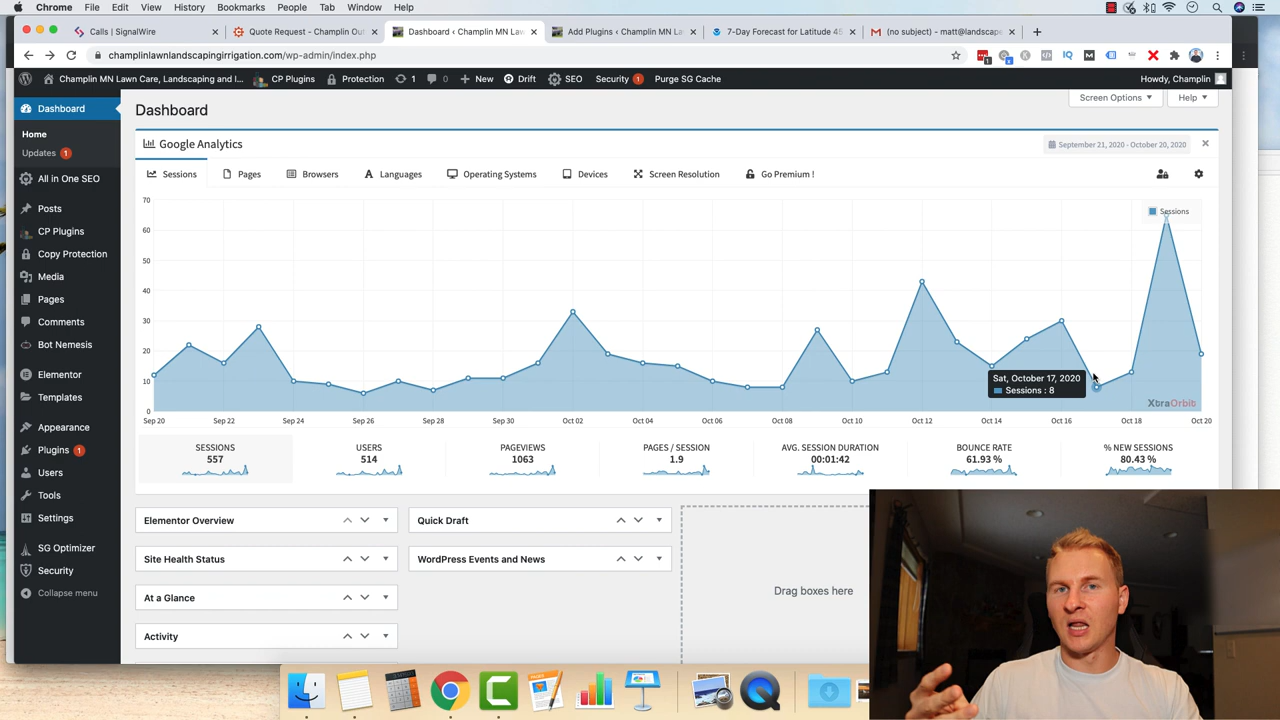 Chrome File Edit View History Bookmarks People Tab Window Help
Calls | SignalWire
Quote Request - Champlin Out
Dashboard ‹ Champlin MN Law
Add Plugins ‹ Champlin MN La
7-Day Forecast for Latitude 45
(no subject) - matt@landscape
champlinlawnlandscapingirrigation.com/wp-admin/index.php
Champlin MN Lawn Care, Landscaping and I... CP Plugins Protection 1 0 New Drift SEO Security 1 Purge SG Cache
Howdy, Champlin
Dashboard
Home
Updates 1
All in One SEO
Posts
CP Plugins
Copy Protection
Media
Pages
Comments
Bot Nemesis
Elementor
Templates
Appearance
Plugins 1
Users
Tools
Settings
SG Optimizer
Security
Collapse menu
Dashboard
Screen Options Help
Google Analytics
September 21, 2020 - October 20, 2020
Sessions Pages Browsers Languages Operating Systems Devices Screen Resolution Go Premium !
70
60
50
40
30
20
10
0
Sessions
Sat, October 17, 2020
Sessions : 8
XtraOrbit
Sep 20 Sep 22 Sep 24 Sep 26 Sep 28 Sep 30 Oct 02 Oct 04 Oct 06 Oct 08 Oct 10 Oct 12 Oct 14 Oct 16 Oct 18 Oct 20
SESSIONS USERS PAGEVIEWS PAGES / SESSION AVG. SESSION DURATION BOUNCE RATE % NEW SESSIONS
557 514 1063 1.9 00:01:42 61.93 % 80.43 %
Elementor Overview
Quick Draft
Site Health Status
WordPress Events and News
At a Glance
Activity
Drag boxes here